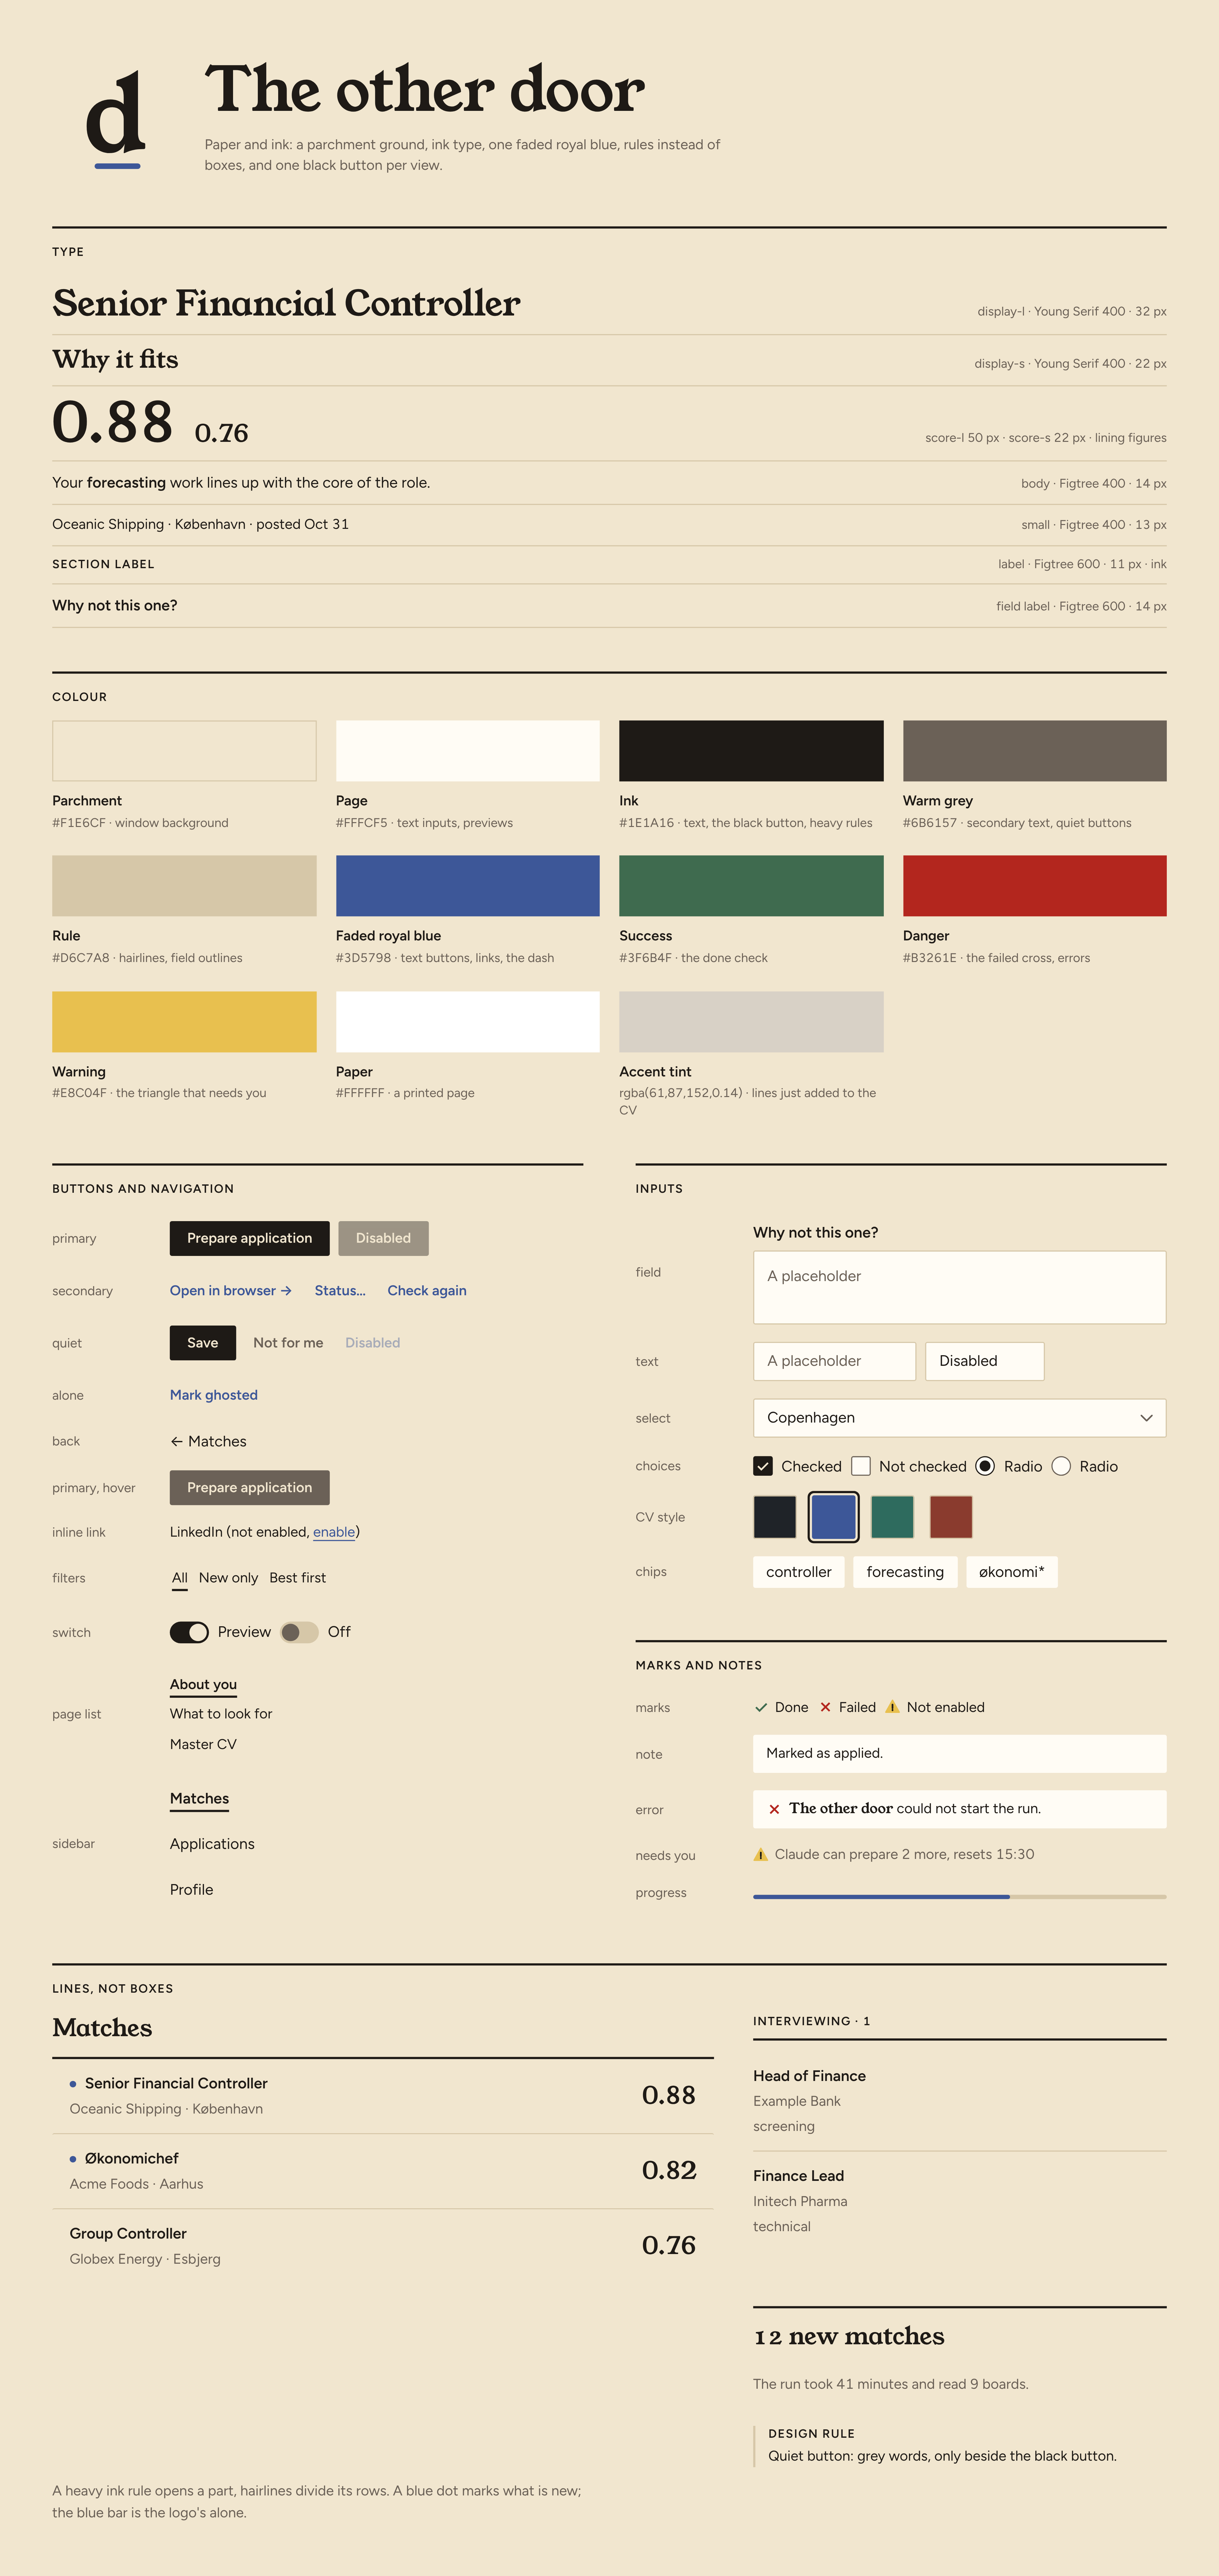 d
The other door
Paper and ink: a parchment ground, ink type, one faded royal blue, rules instead of
boxes, and one black button per view.
TYPE
Senior Financial Controller
display-l · Young Serif 400 · 32 px
Why it fits
display-s · Young Serif 400 · 22 px
0.88 0.76
score-l 50 px · score-s 22 px · lining figures
Your forecasting work lines up with the core of the role.
body · Figtree 400 · 14 px
Oceanic Shipping · København · posted Oct 31
small · Figtree 400 · 13 px
SECTION LABEL
label · Figtree 600 · 11 px · ink
Why not this one?
field label · Figtree 600 · 14 px
COLOUR
Parchment
#F1E6CF · window background
Page
#FFFCF5 · text inputs, previews
Ink
#1E1A16 · text, the black button, heavy rules
Warm grey
#6B6157 · secondary text, quiet buttons
Rule
#D6C7A8 · hairlines, field outlines
Faded royal blue
#3D5798 · text buttons, links, the dash
Success
#3F6B4F · the done check
Danger
#B3261E · the failed cross, errors
Warning
#E8C04F · the triangle that needs you
Paper
#FFFFFF · a printed page
Accent tint
rgba(61,87,152,0.14) · lines just added to the
CV
BUTTONS AND NAVIGATION
primary
Prepare application
Disabled
secondary
Open in browser →
Status...
Check again
quiet
Save
Not for me
Disabled
alone
Mark ghosted
back
← Matches
primary, hover
Prepare application
inline link
LinkedIn (not enabled, enable)
filters
All New only Best first
switch
Preview
Off
page list
About you
What to look for
Master CV
sidebar
Matches
Applications
Profile
INPUTS
field
Why not this one?
A placeholder
text
A placeholder
Disabled
select
Copenhagen
choices
Checked
Not checked
Radio
Radio
CV style
chips
controller
forecasting
økonomi*
MARKS AND NOTES
marks
Done
Failed
Not enabled
note
Marked as applied.
error
The other door could not start the run.
needs you
Claude can prepare 2 more, resets 15:30
progress
LINES, NOT BOXES
Matches
Senior Financial Controller
Oceanic Shipping · København
0.88
Økonomichef
Acme Foods · Aarhus
0.82
Group Controller
Globex Energy · Esbjerg
0.76
INTERVIEWING · 1
Head of Finance
Example Bank
screening
Finance Lead
Initech Pharma
technical
12 new matches
The run took 41 minutes and read 9 boards.
DESIGN RULE
Quiet button: grey words, only beside the black button.
A heavy ink rule opens a part, hairlines divide its rows. A blue dot marks what is new;
the blue bar is the logo's alone.